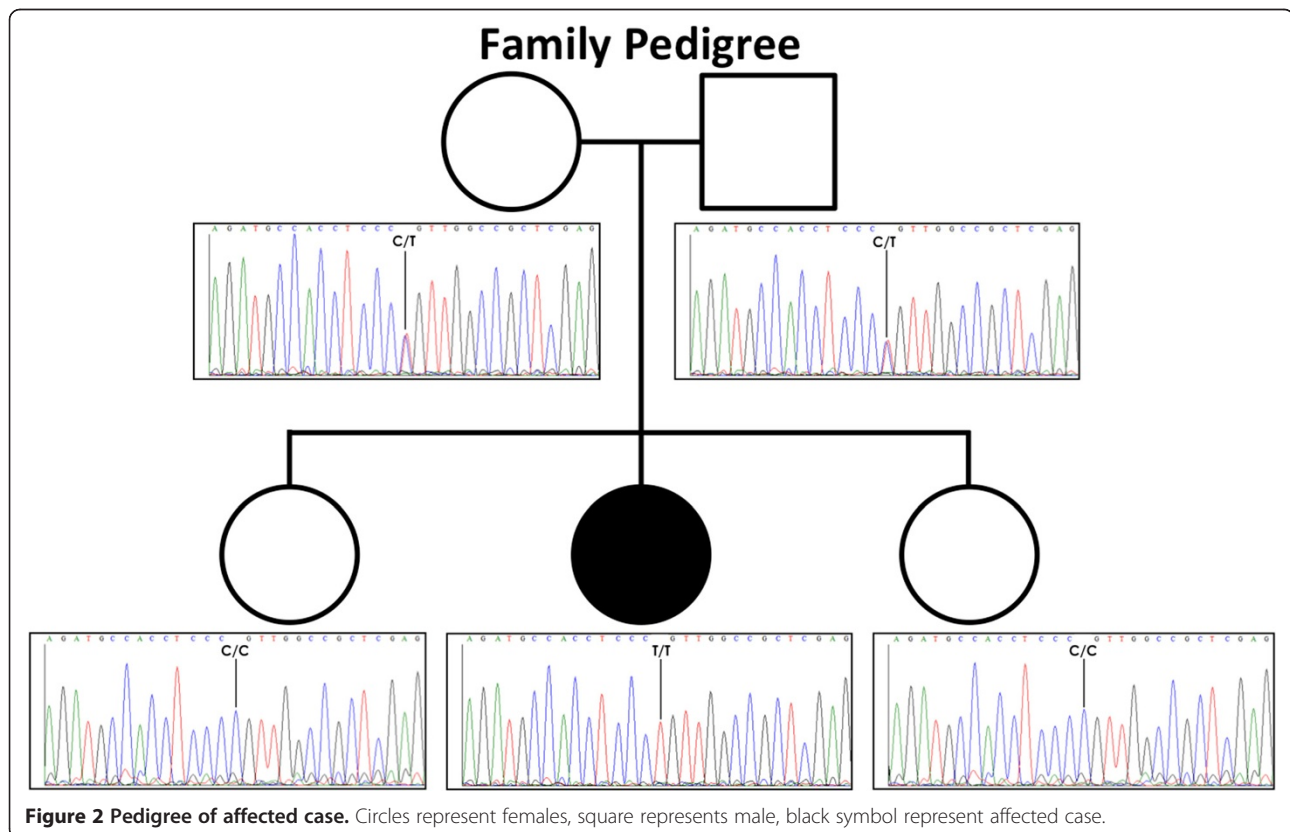 Family Pedigree
A G A T G C C A C C T C C C G T T G G C C G C T C G A G
C/T
A G A T G C C A C C T C C C G T T G G C C G C T C G A G
C/T
A G A T G C C A C C T C C C G T T G G C C G C T C G A G
C/C
A G A T G C C A C C T C C C G T T G G C C G C T C G A G
T/T
A G A T G C C A C C T C C C G T T G G C C G C T C G A G
C/C
Figure 2 Pedigree of affected case. Circles represent females, square represents male, black symbol represent affected case.